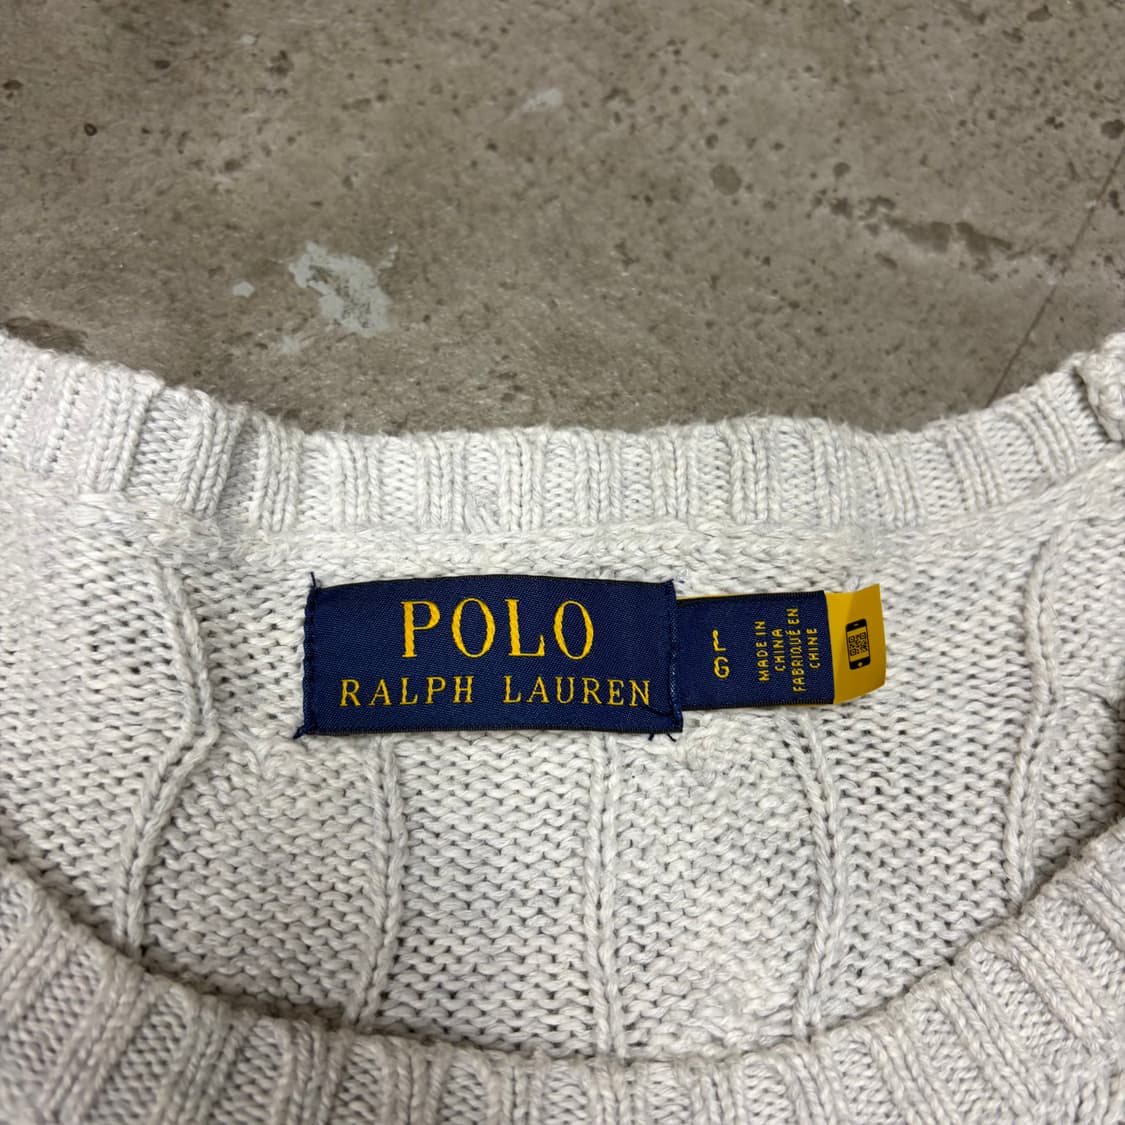 POLO
RALPH LAUREN
L G
MADE IN
CHINA
FABRIQUÉ EN
CHINE